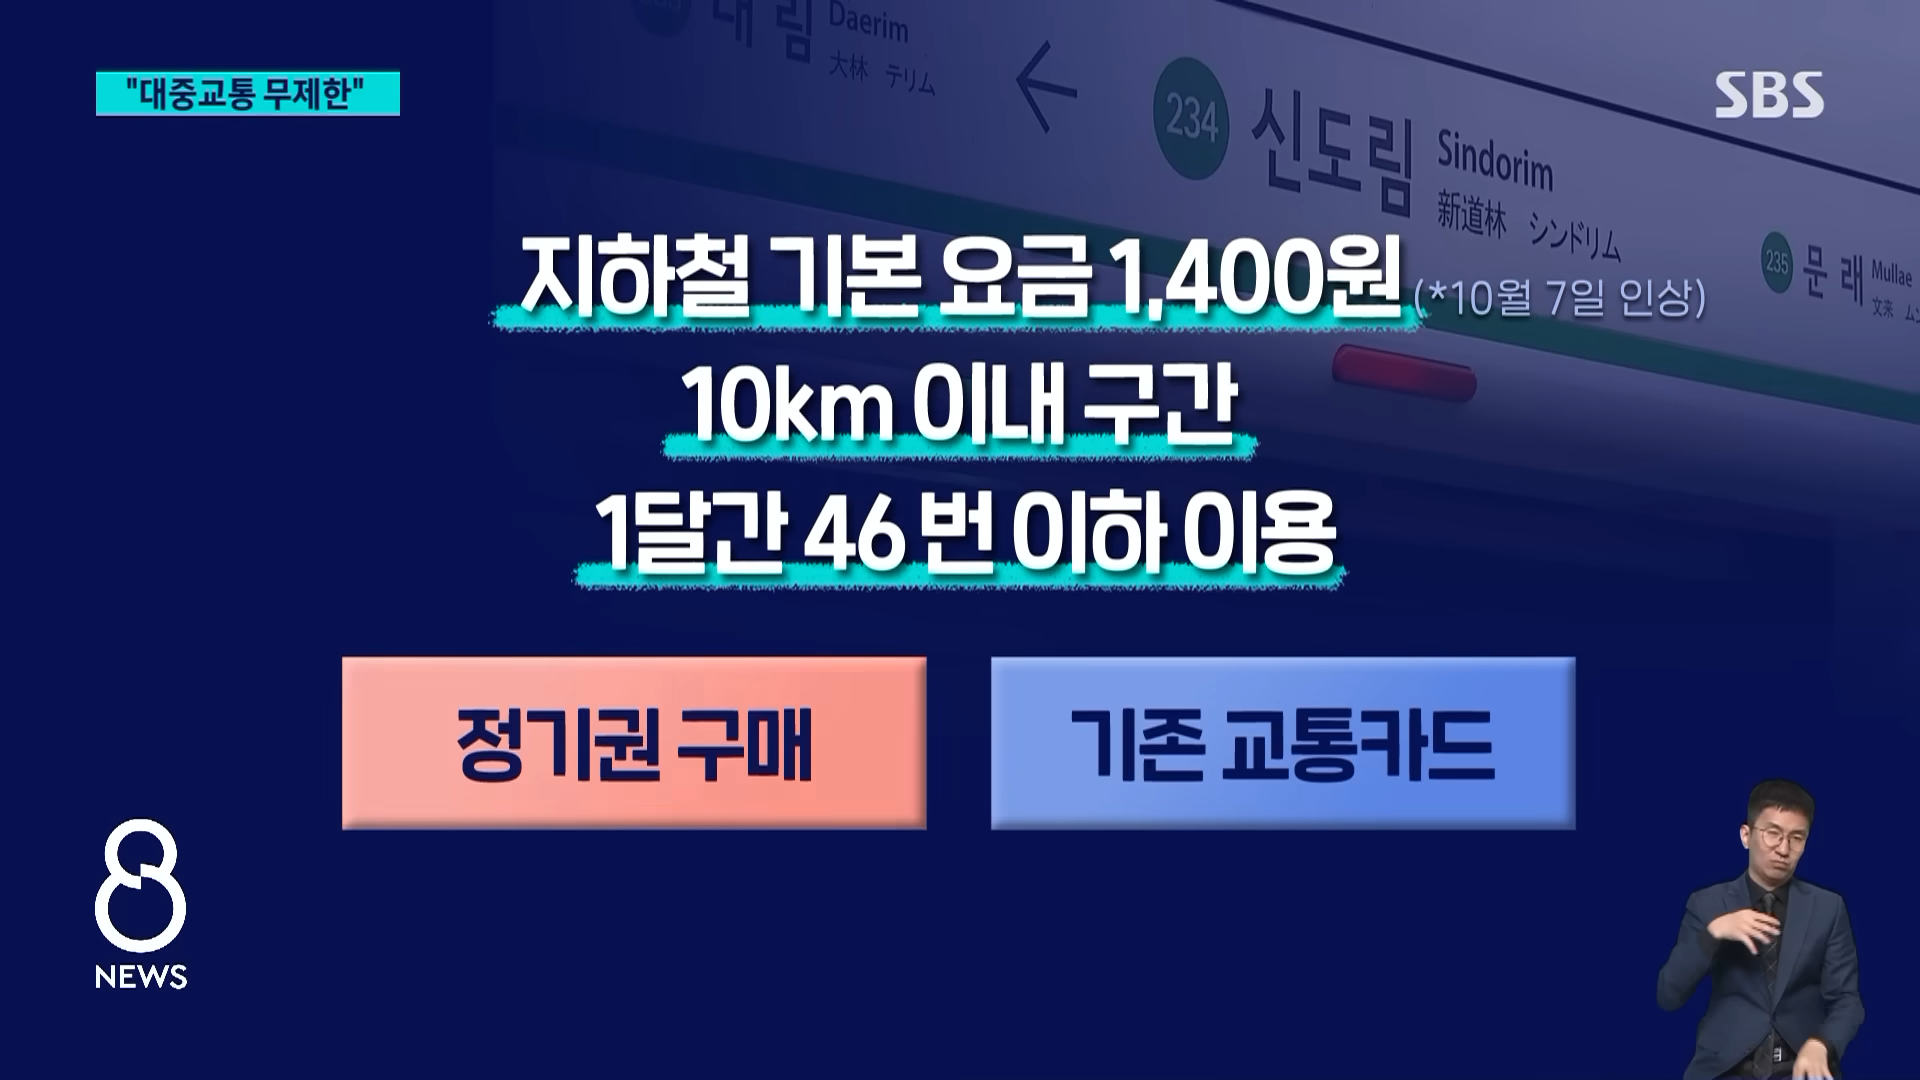 대림 Daerim
大林 テリム
"대중교통 무제한"
SBS
234 신도림 Sindorim
新道林 シンドリム
235 문래 Mullae
文来
지하철 기본 요금 1,400원 (*10월 7일 인상)
10km 이내 구간
1달간 46번 이하 이용
정기권 구매
기존 교통카드
8
NEWS